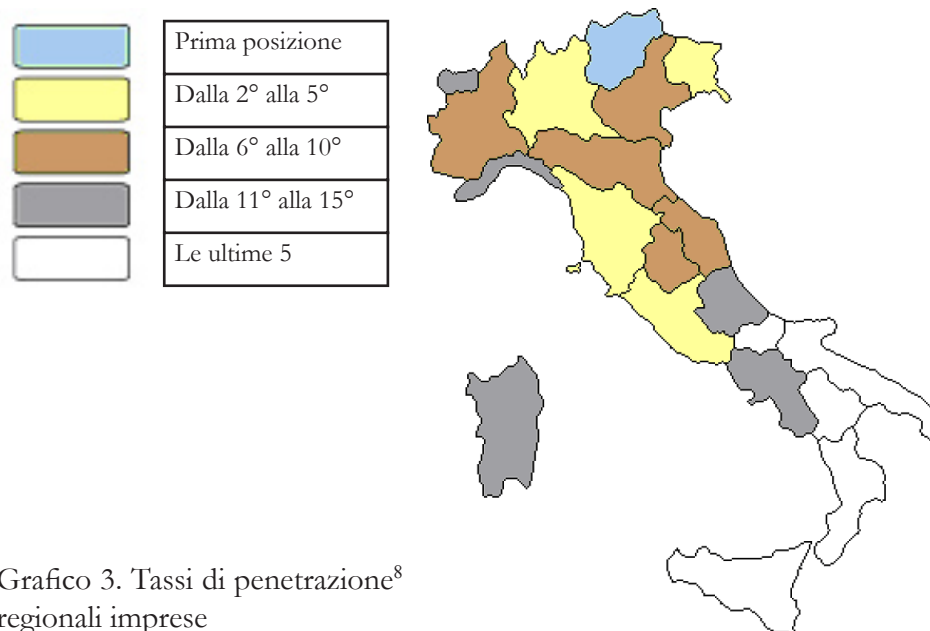 Prima posizione
Dalla 2° alla 5°
Dalla 6° alla 10°
Dalla 11° alla 15°
Le ultime 5
Grafico 3. Tassi di penetrazione⁸
regionali imprese